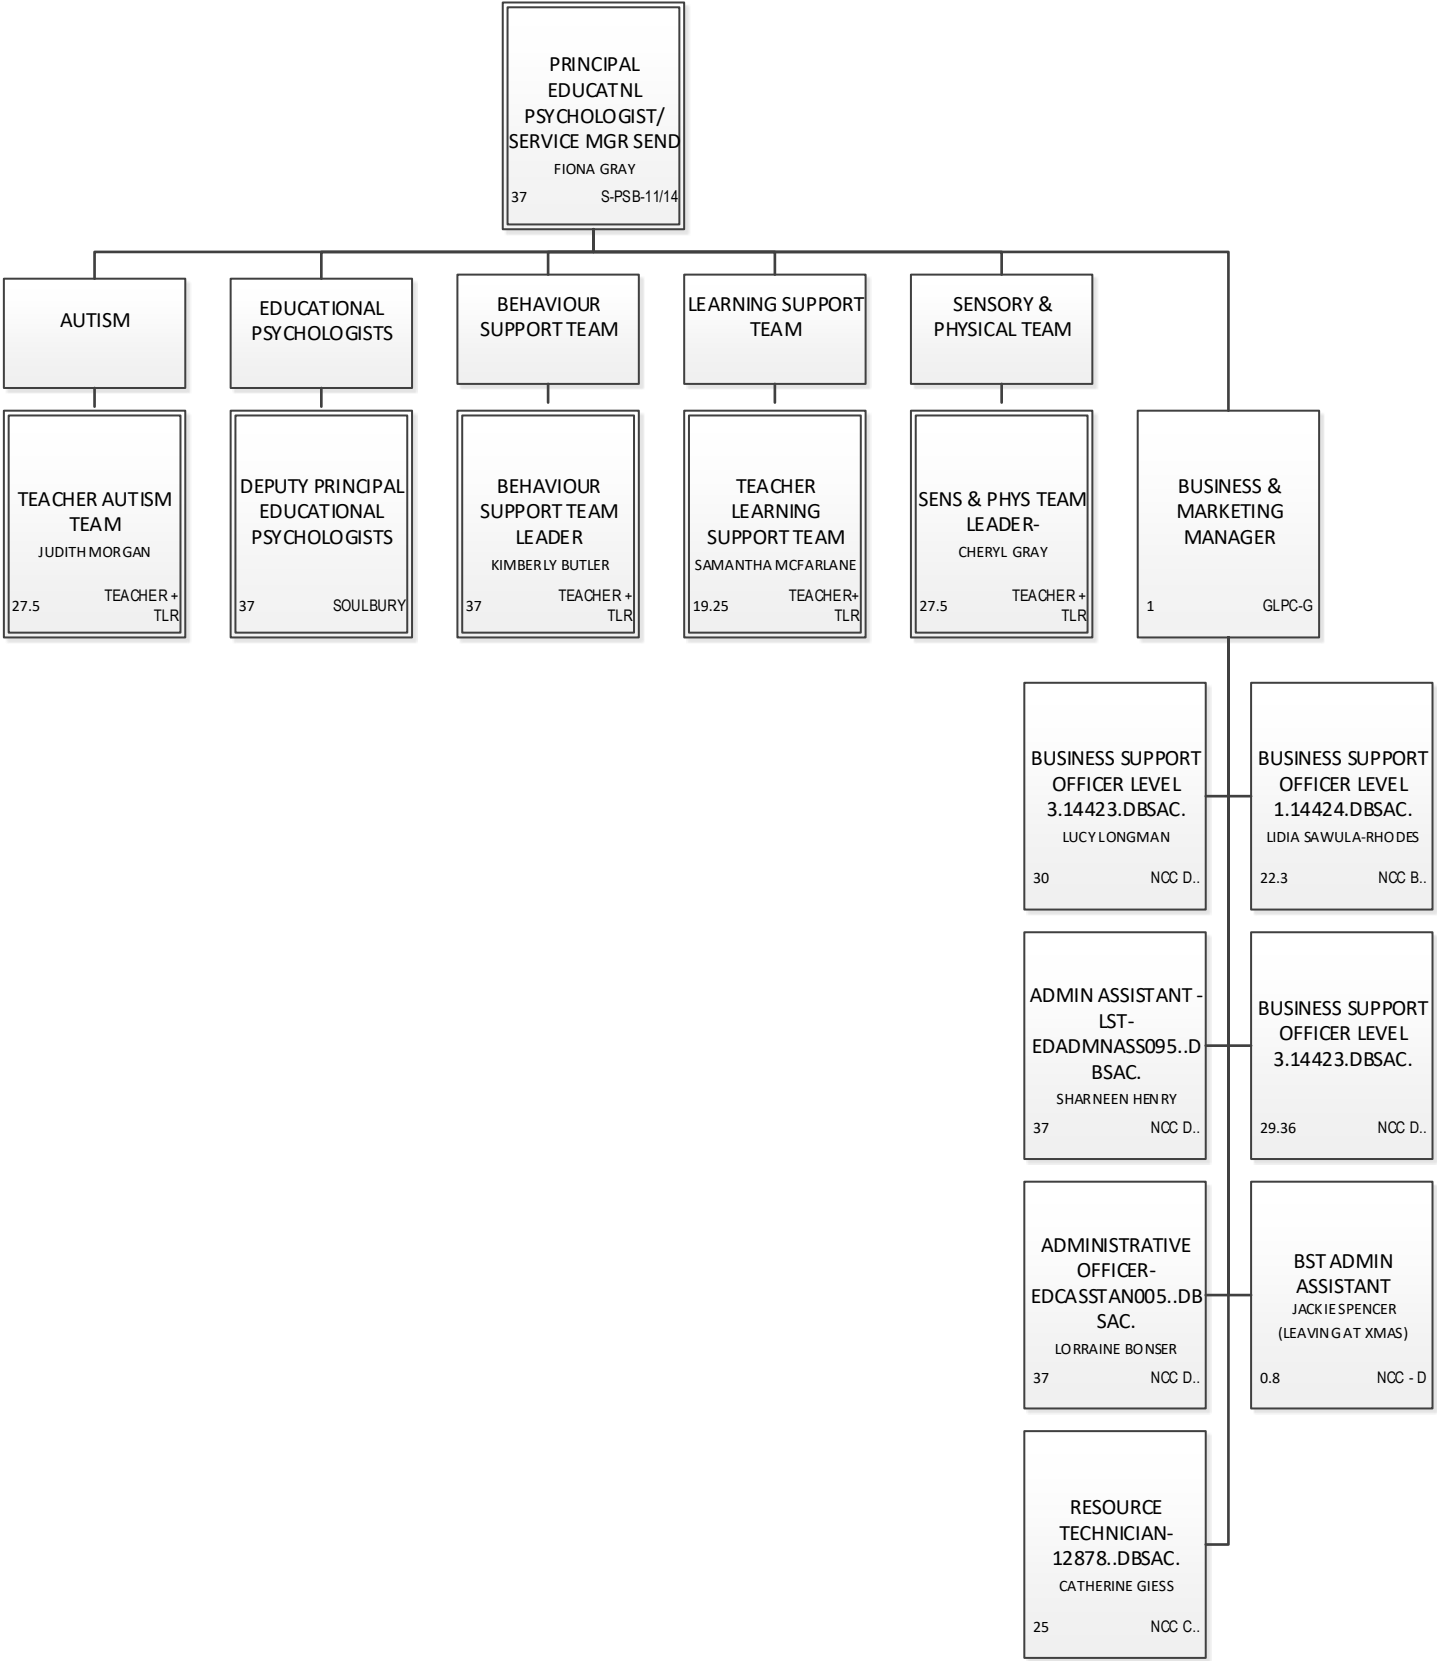 PRINCIPAL
EDUCATNL
PSYCHOLOGIST/
SERVICE MGR SEND
FIONA GRAY
37 S-PSB-11/14
AUTISM
EDUCATIONAL
PSYCHOLOGISTS
BEHAVIOUR
SUPPORT TEAM
LEARNING SUPPORT
TEAM
SENSORY &
PHYSICAL TEAM
TEACHER AUTISM
TEAM
JUDITH MORGAN
27.5 TEACHER +
TLR
DEPUTY PRINCIPAL
EDUCATIONAL
PSYCHOLOGISTS
37 SOULBURY
BEHAVIOUR
SUPPORT TEAM
LEADER
KIMBERLY BUTLER
37 TEACHER +
TLR
TEACHER
LEARNING
SUPPORT TEAM
SAMANTHA MCFARLANE
19.25 TEACHER+
TLR
SENS & PHYS TEAM
LEADER-
CHERYL GRAY
27.5 TEACHER +
TLR
BUSINESS &
MARKETING
MANAGER
1 GLPC-G
BUSINESS SUPPORT
OFFICER LEVEL
3.14423.DBSAC.
LUCY LONGMAN
30 NCC D..
BUSINESS SUPPORT
OFFICER LEVEL
1.14424.DBSAC.
LIDIA SAWULA-RHODES
22.3 NCC B..
ADMIN ASSISTANT -
LST-
EDADMNASS095..D
BSAC.
SHARNEEN HENRY
37 NCC D..
BUSINESS SUPPORT
OFFICER LEVEL
3.14423.DBSAC.
29.36 NCC D..
ADMINISTRATIVE
OFFICER-
EDCASSTAN005..DB
SAC.
LORRAINE BONSER
37 NCC D..
BST ADMIN
ASSISTANT
JACKIE SPENCER
(LEAVING AT XMAS)
0.8 NCC - D
RESOURCE
TECHNICIAN-
12878..DBSAC.
CATHERINE GIESS
25 NCC C..